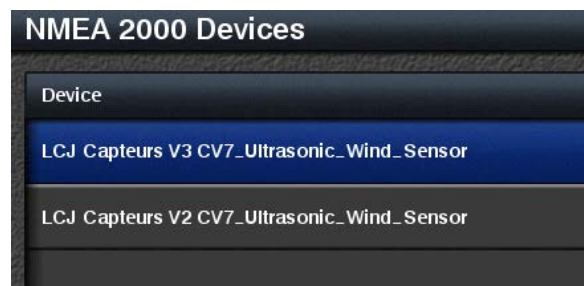 NMEA 2000 Devices
Device
LCJ Capteurs V3 CV7_Ultrasonic_Wind_Sensor
LCJ Capteurs V2 CV7_Ultrasonic_Wind_Sensor